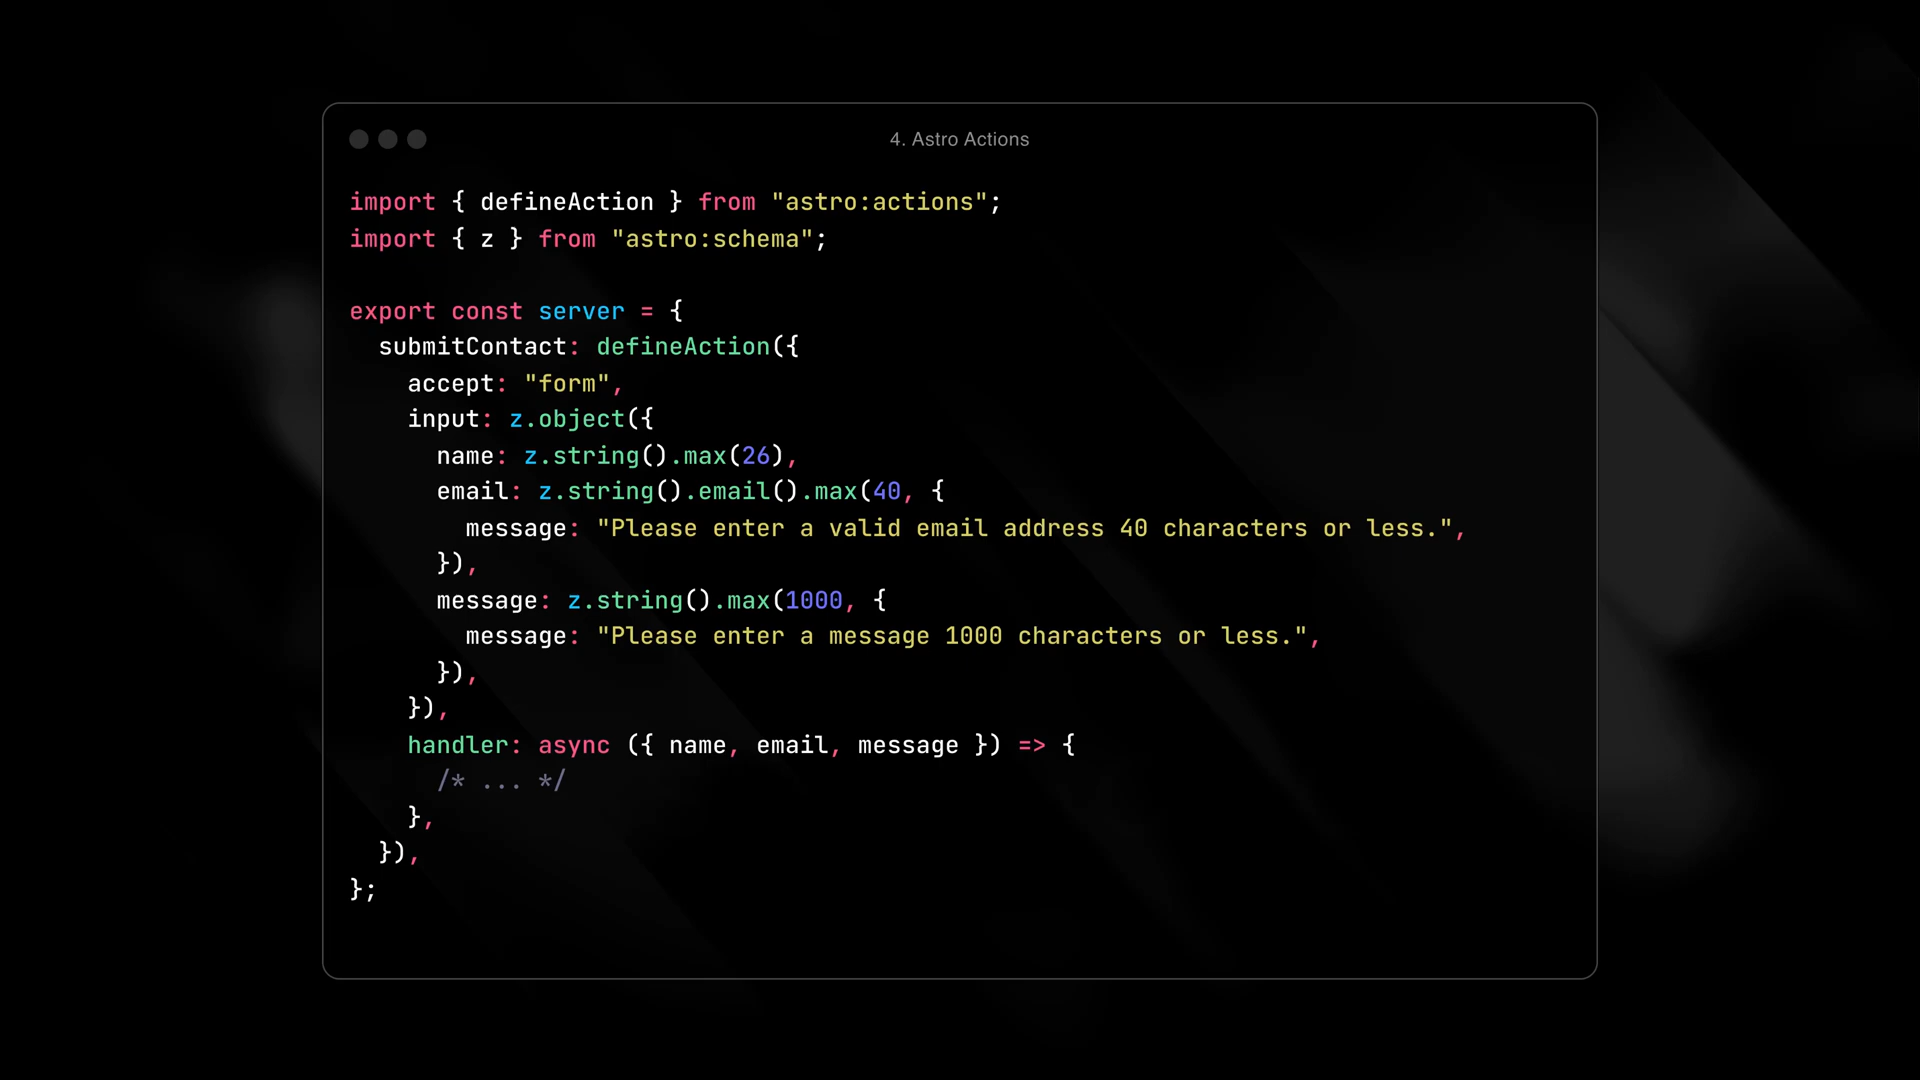 4. Astro Actions
import { defineAction } from "astro:actions";
import { z } from "astro:schema";

export const server = {
  submitContact: defineAction({
    accept: "form",
    input: z.object({
      name: z.string().max(26),
      email: z.string().email().max(40, {
        message: "Please enter a valid email address 40 characters or less.",
      }),
      message: z.string().max(1000, {
        message: "Please enter a message 1000 characters or less.",
      }),
    }),
    handler: async ({ name, email, message }) => {
      /* ... */
    },
  }),
};